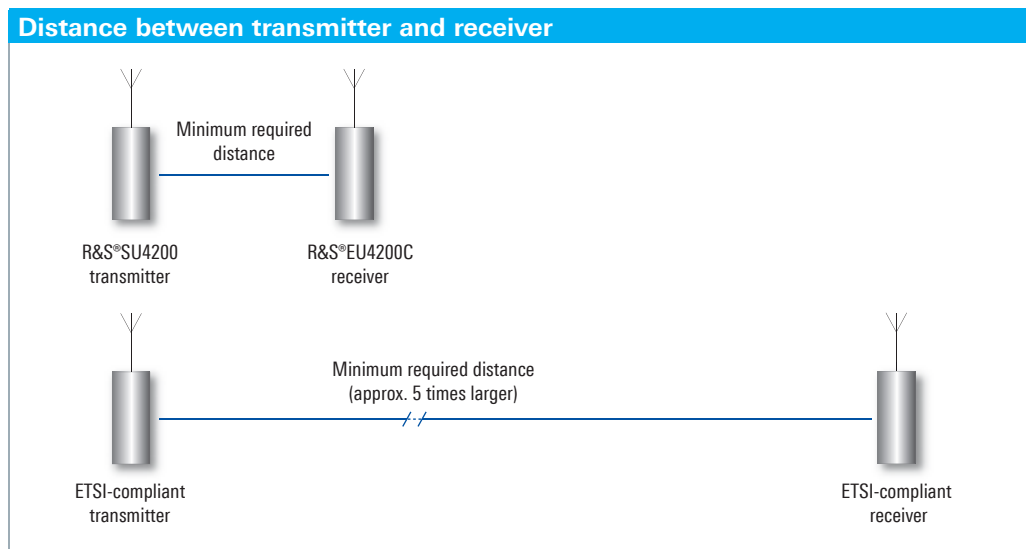 Distance between transmitter and receiver
Minimum required
distance
R&S®SU4200
transmitter
R&S®EU4200C
receiver
Minimum required distance
(approx. 5 times larger)
ETSI-compliant
transmitter
ETSI-compliant
receiver